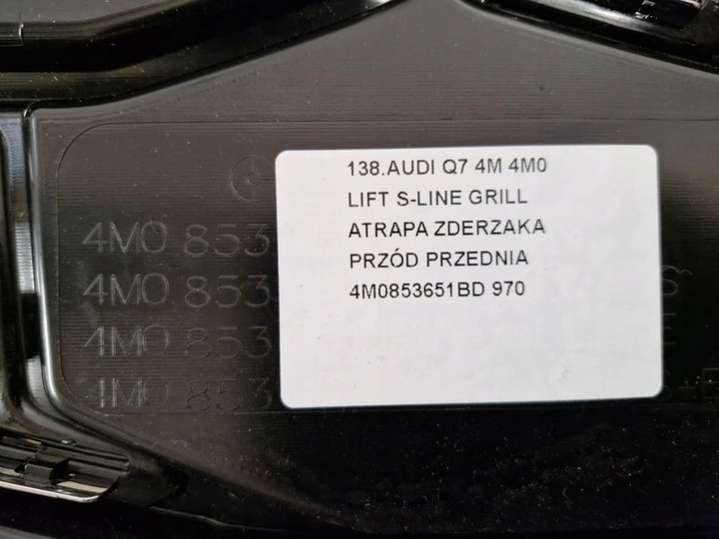 138.AUDI Q7 4M 4M0
LIFT S-LINE GRILL
ATRAPA ZDERZAKA
PRZÓD PRZEDNIA
4M0853651BD 970
4M0 853
4M0 853
4M0 853
4M0 853